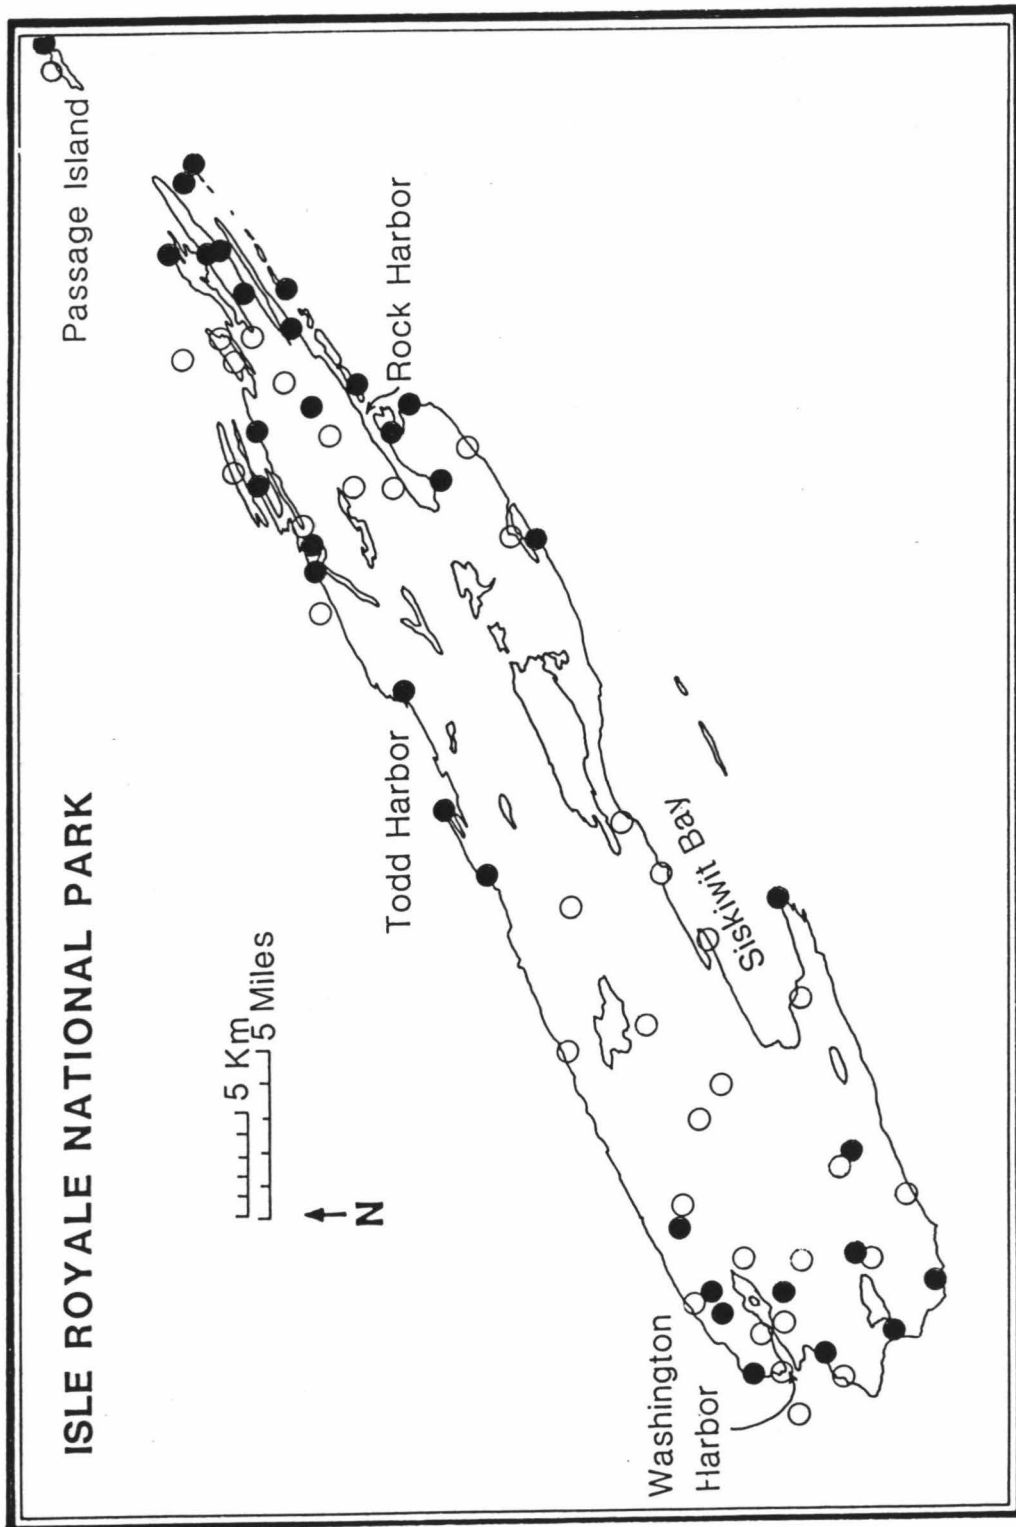 ISLE ROYALE NATIONAL PARK
5 Km
5 Miles
N
Passage Island
Rock Harbor
Todd Harbor
Siskiwit Bay
Washington
Harbor